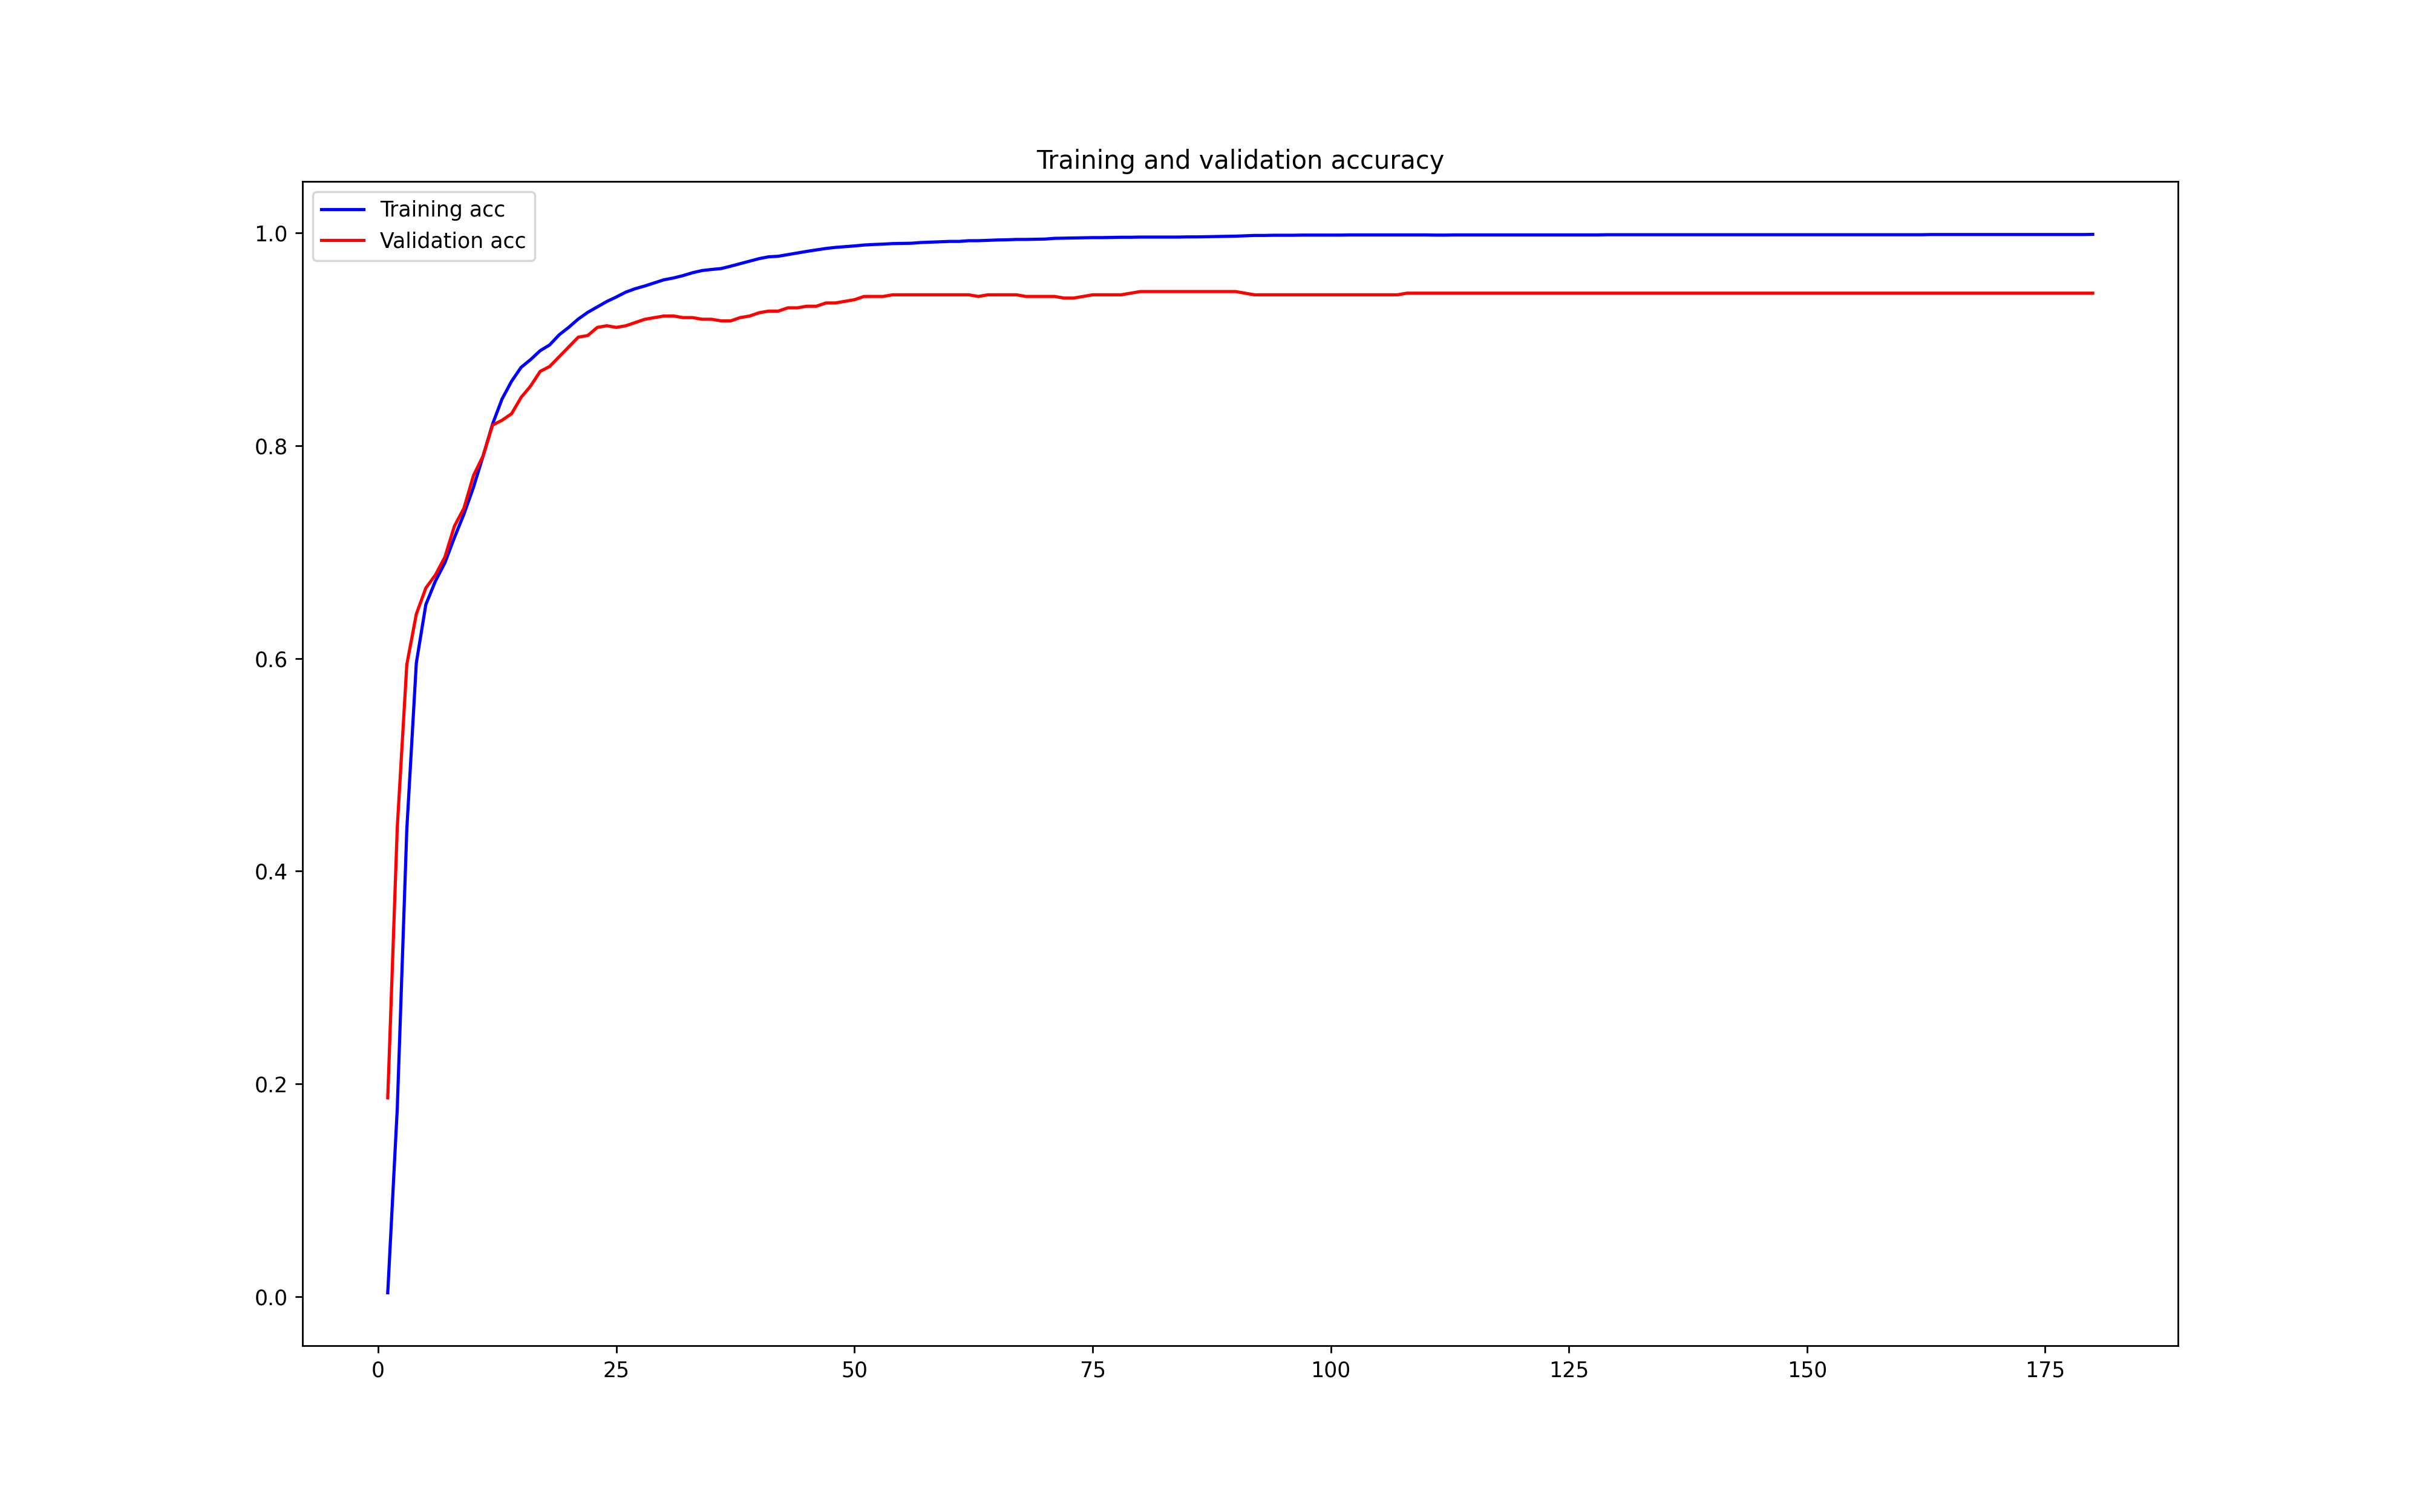 Training and validation accuracy
Training acc
Validation acc
1.0
0.8
0.6
0.4
0.2
0.0
0 25 50 75 100 125 150 175